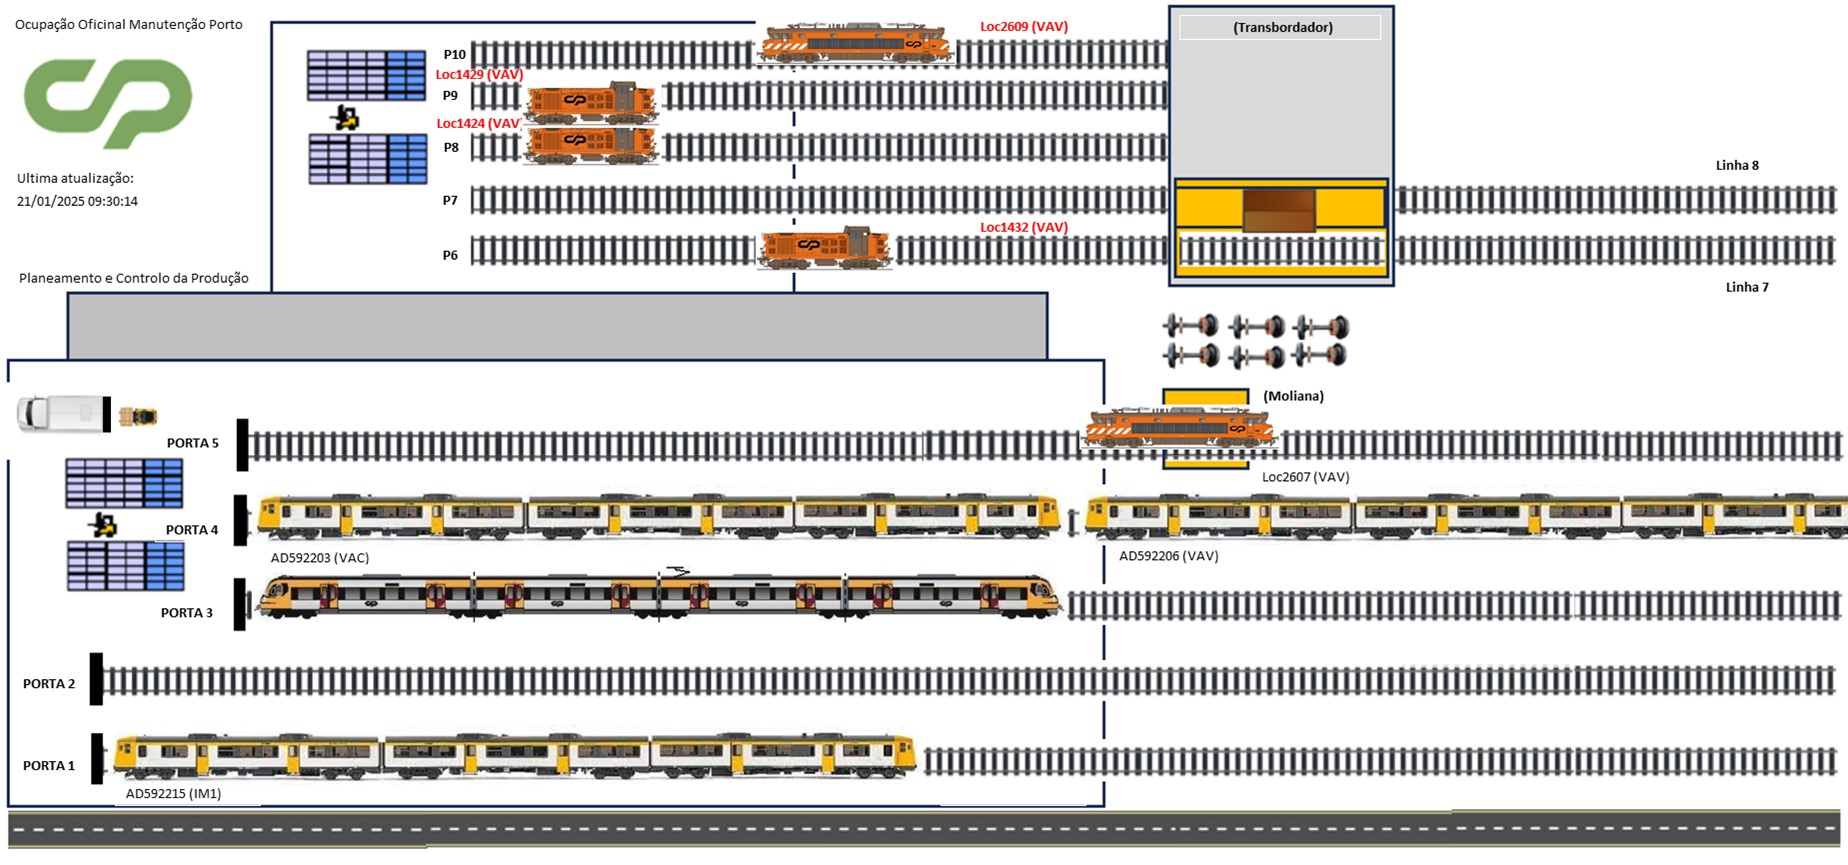 Ocupação Oficinal Manutenção Porto
Loc2609 (VAV)
(Transbordador)
P10
Loc1429 (VAV)
P9
Loc1424 (VAV)
P8
Linha 8
Ultima atualização:
21/01/2025 09:30:14
P7
Loc1432 (VAV)
P6
Planeamento e Controlo da Produção
Linha 7
(Moliana)
PORTA 5
Loc2607 (VAV)
PORTA 4
AD592203 (VAC)
AD592206 (VAV)
PORTA 3
PORTA 2
PORTA 1
AD592215 (IM1)